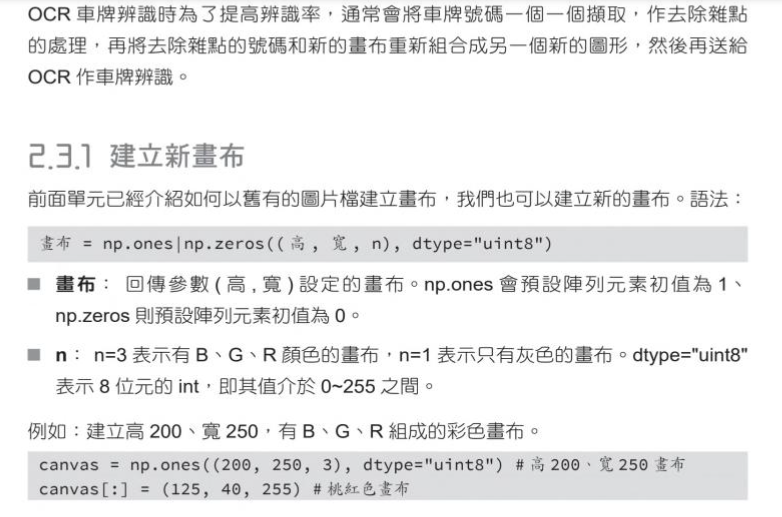 OCR 車牌辨識時為了提高辨識率，通常會將車牌號碼一個一個擷取，作去除雜點
的處理，再將去除雜點的號碼和新的畫布重新組合成另一個新的圖形，然後再送給
OCR 作車牌辨識。
2.3.1 建立新畫布
前面單元已經介紹如何以舊有的圖片檔建立畫布，我們也可以建立新的畫布。語法：
畫布 = np.ones|np.zeros((高, 寬, n), dtype="uint8")
■ 畫布： 回傳參數 ( 高 , 寬 ) 設定的畫布。np.ones 會預設陣列元素初值為 1、
np.zeros 則預設陣列元素初值為 0。
■ n： n=3 表示有 B、G、R 顏色的畫布，n=1 表示只有灰色的畫布。dtype="uint8"
表示 8 位元的 int，即其值介於 0~255 之間。
例如：建立高 200、寬 250，有 B、G、R 組成的彩色畫布。
canvas = np.ones((200, 250, 3), dtype="uint8") # 高 200、寬 250 畫布
canvas[:] = (125, 40, 255) # 桃紅色畫布